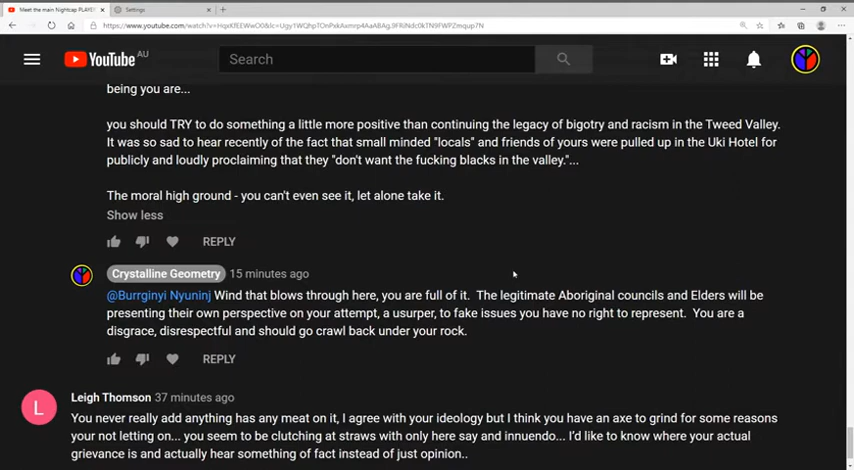 Meet the main Nightcap PLAYER
Settings
https://www.youtube.com/watch?v=
YouTube AU
Search
being you are...
you should TRY to do something a little more positive than continuing the legacy of bigotry and racism in the Tweed Valley.
It was so sad to hear recently of the fact that small minded "locals" and friends of yours were pulled up in the Uki Hotel for
publicly and loudly proclaiming that they "don't want the fucking blacks in the valley."...
The moral high ground - you can't even see it, let alone take it.
Show less
REPLY
Crystalline Geometry 15 minutes ago
@Burrginyi Nyuninj Wind that blows through here, you are full of it. The legitimate Aboriginal councils and Elders will be
presenting their own perspective on your attempt, a usurper, to fake issues you have no right to represent. You are a
disgrace, disrespectful and should go crawl back under your rock.
REPLY
L
Leigh Thomson 37 minutes ago
You never really add anything has any meat on it, I agree with your ideology but I think you have an axe to grind for some reasons
your not letting on... you seem to be clutching at straws with only here say and innuendo... I'd like to know where your actual
grievance is and actually hear something of fact instead of just opinion..